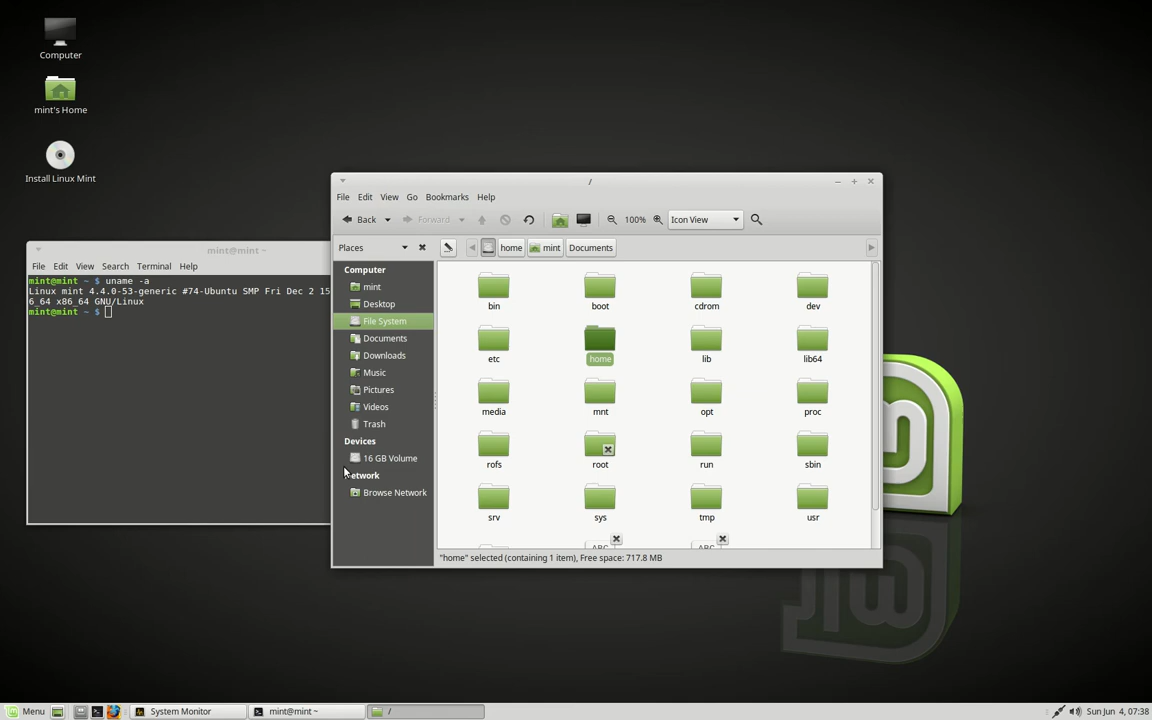 Computer
mint's Home
Install Linux Mint
mint@mint ~
File Edit View Search Terminal Help
mint@mint ~ $ uname -a
Linux mint 4.4.0-53-generic #74-Ubuntu SMP Fri Dec 2 15
6_64 x86_64 GNU/Linux
mint@mint ~ $
/
File Edit View Go Bookmarks Help
Back Forward 100% Icon View
Places home mint Documents
Computer
mint
Desktop
File System
Documents
Downloads
Music
Pictures
Videos
Trash
Devices
16 GB Volume
etwork
Browse Network
bin boot cdrom dev
etc home lib lib64
media mnt opt proc
rofs root run sbin
srv sys tmp usr
ABC ABC
"home" selected (containing 1 item), Free space: 717.8 MB
Menu System Monitor mint@mint ~ / Sun Jun 4, 07:38